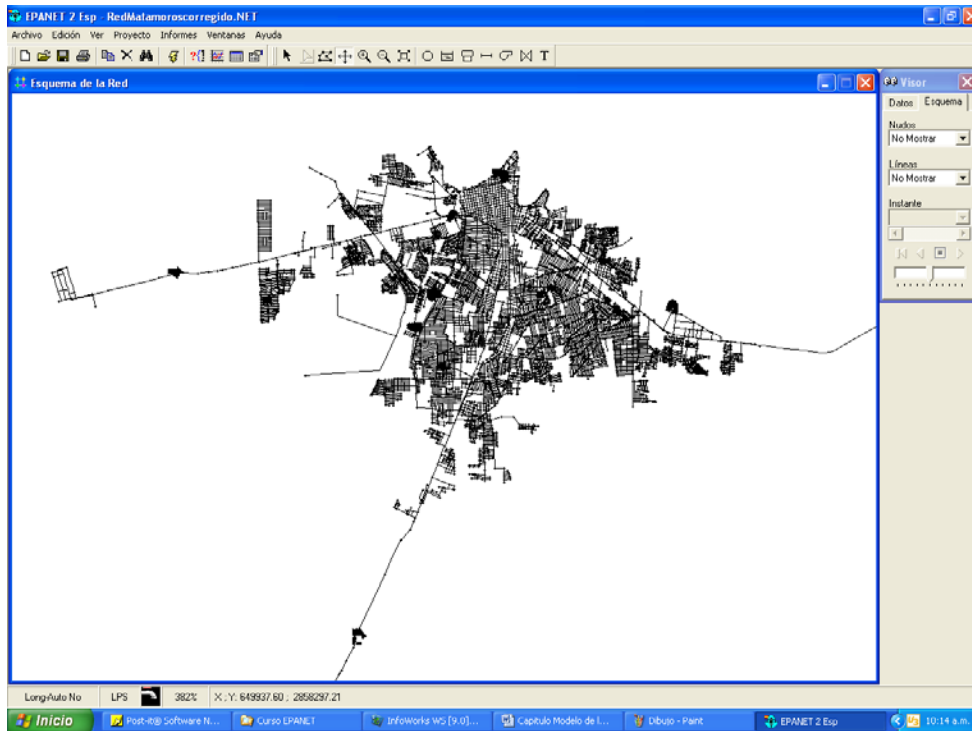 EPANET 2 Esp - RedMatamoroscorregido.NET
Archivo Edición Ver Proyecto Informes Ventanas Ayuda
T
Esquema de la Red
Visor
Datos Esquema
Nudos
No Mostrar
Líneas
No Mostrar
Instante
Long-Auto No LPS 382% X ; Y: 649937.60 ; 2858297.21
Inicio Post-it® Software N... Curso EPANET InfoWorks WS [9.0]... Capitulo Modelo de l... Dibujo - Paint EPANET 2 Esp 10:14 a.m.